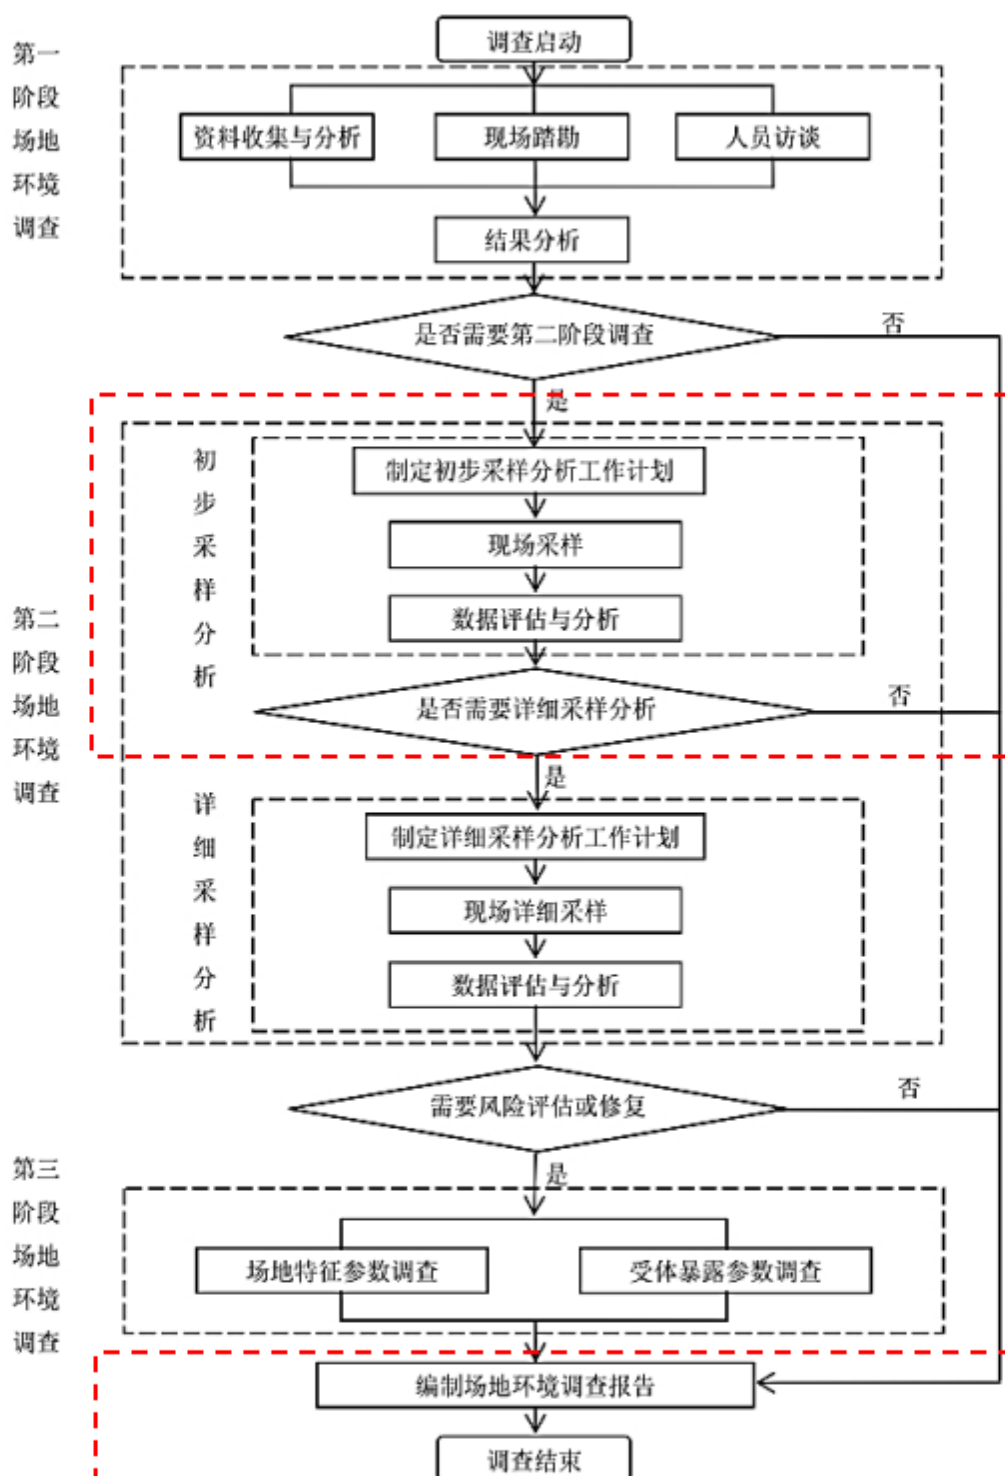 调查启动
第一
阶段
场地
环境
调查
资料收集与分析
现场踏勘
人员访谈
结果分析
是否需要第二阶段调查
否
是
第二
阶段
场地
环境
调查
初
步
采
样
分
析
制定初步采样分析工作计划
现场采样
数据评估与分析
是否需要详细采样分析
否
是
详
细
采
样
分
析
制定详细采样分析工作计划
现场详细采样
数据评估与分析
需要风险评估或修复
否
是
第三
阶段
场地
环境
调查
场地特征参数调查
受体暴露参数调查
编制场地环境调查报告
调查结束